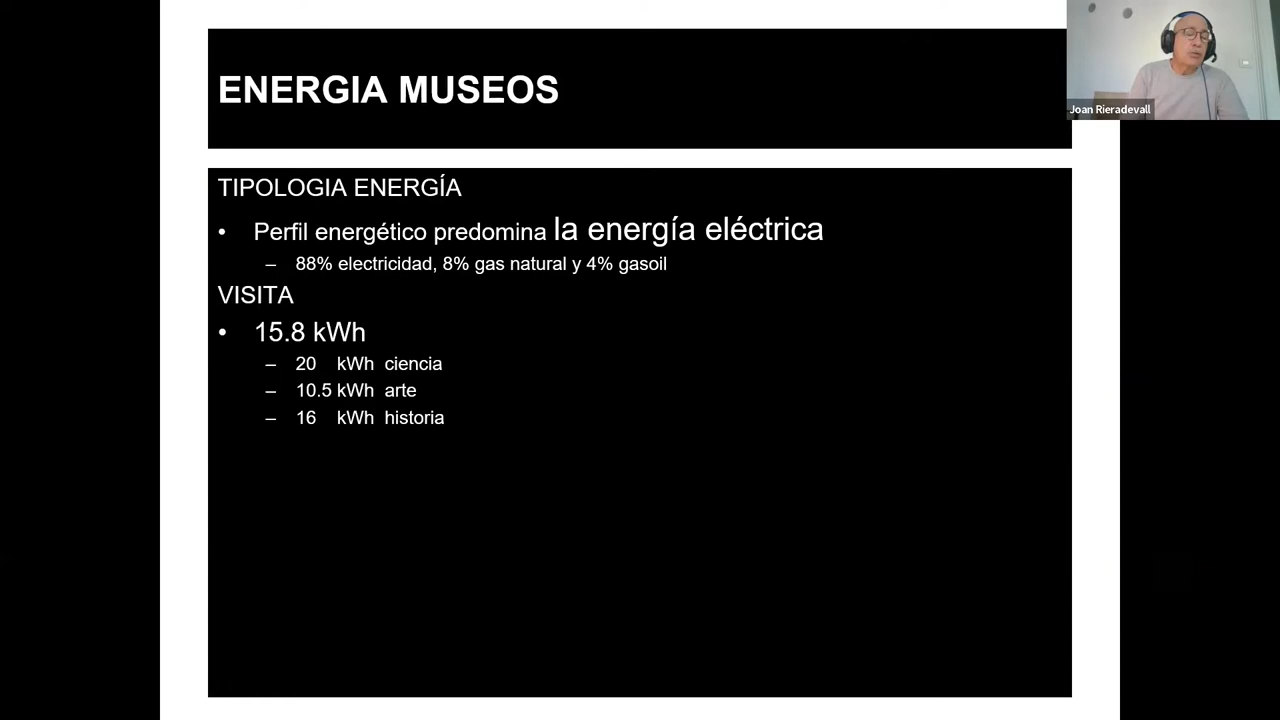 ENERGIA MUSEOS
Joan Rieradevall
TIPOLOGIA ENERGÍA
• Perfil energético predomina la energía eléctrica
– 88% electricidad, 8% gas natural y 4% gasoil
VISITA
• 15.8 kWh
– 20 kWh ciencia
– 10.5 kWh arte
– 16 kWh historia